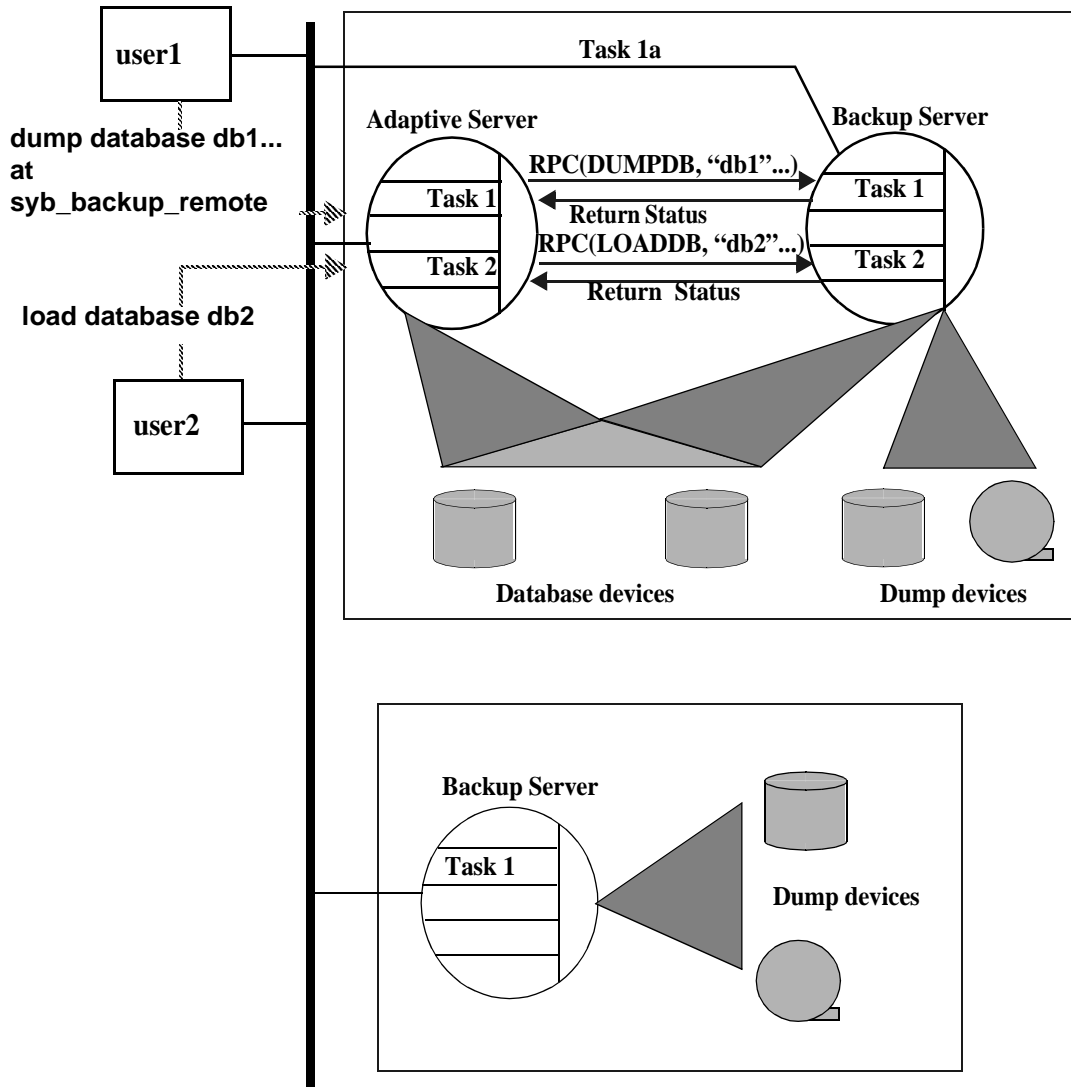 user1
Task 1a
dump database db1...
at
syb_backup_remote
Adaptive Server
Backup Server
RPC(DUMPDB, “db1”...)
Task 1
Task 1
Return Status
RPC(LOADDB, “db2”...)
Task 2
Task 2
Return Status
load database db2
user2
Database devices
Dump devices
Backup Server
Task 1
Dump devices